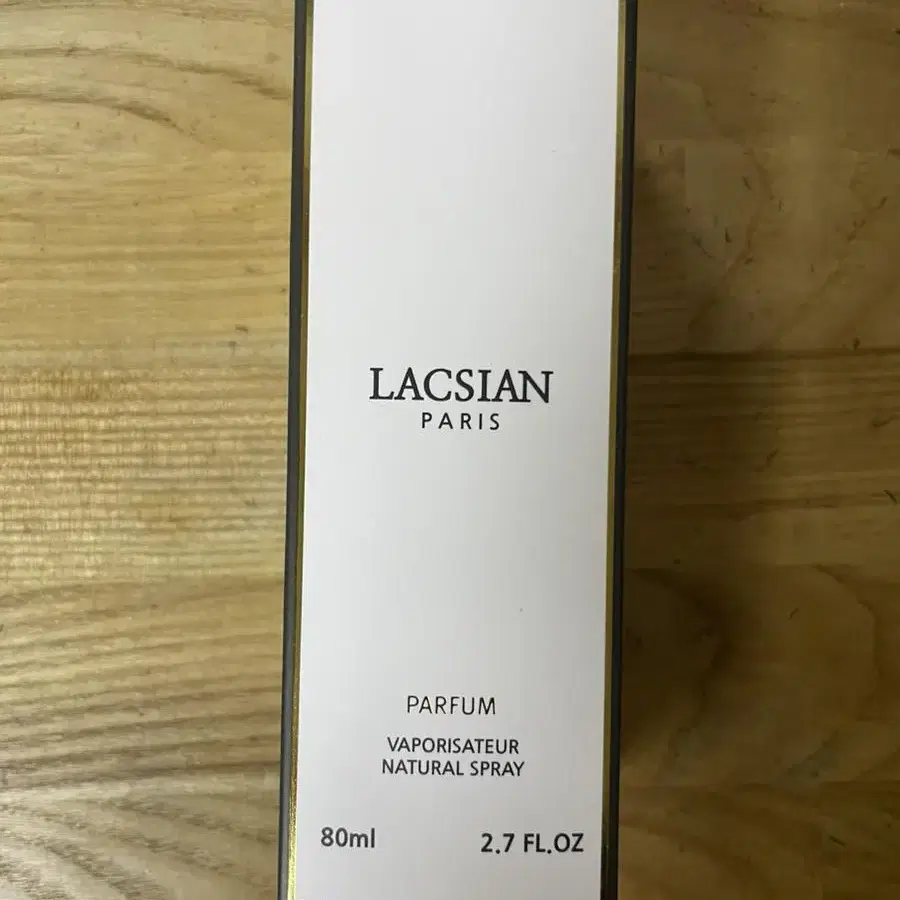 LACSIAN
PARIS
PARFUM
VAPORISATEUR
NATURAL SPRAY
80ml 2.7 FL.OZ